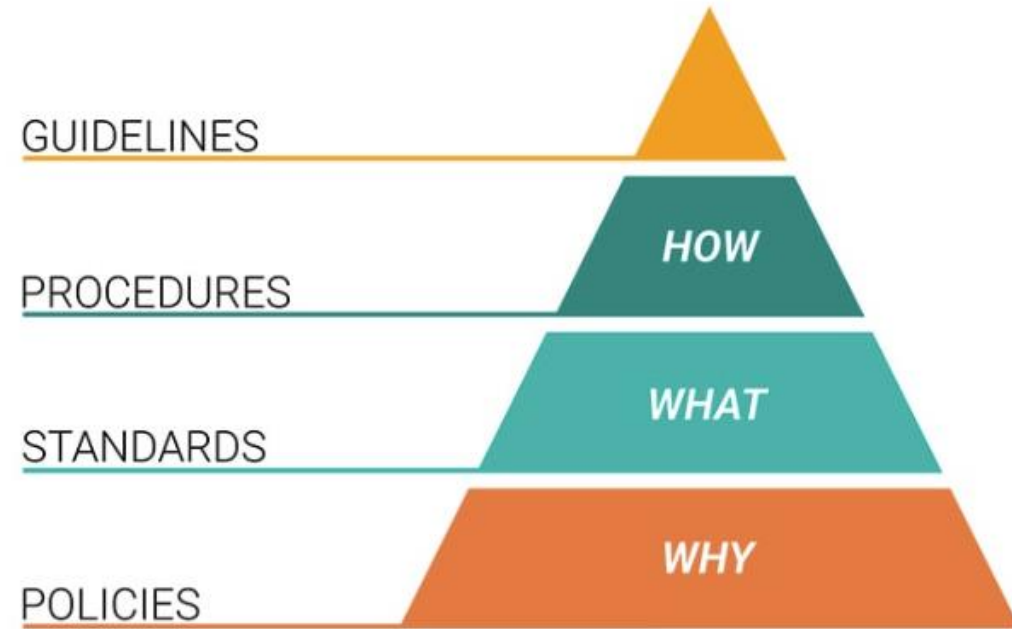 GUIDELINES
HOW
PROCEDURES
WHAT
STANDARDS
WHY
POLICIES